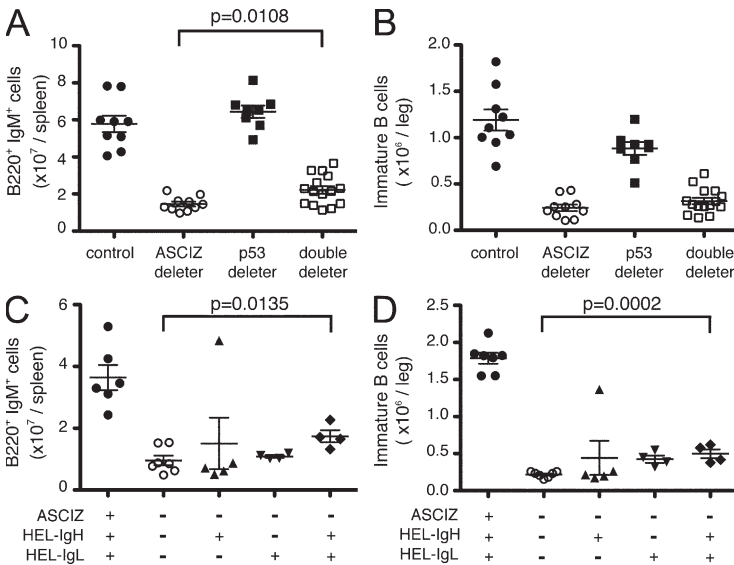 A
p=0.0108
B220+ IgM+ cells
(x10^7 / spleen)
10
8
6
4
2
0
control
ASCIZ deleter
p53 deleter
double deleter
B
Immature B cells
( x10^6 / leg)
2.0
1.5
1.0
0.5
0.0
control
ASCIZ deleter
p53 deleter
double deleter
C
p=0.0135
B220+ IgM+ cells
(x10^7 / spleen)
6
4
2
0
ASCIZ + - - - -
HEL-IgH + - + - +
HEL-IgL + - - + +
D
p=0.0002
Immature B cells
( x10^6 / leg)
2.5
2.0
1.5
1.0
0.5
0.0
ASCIZ + - - - -
HEL-IgH + - + - +
HEL-IgL + - - + +